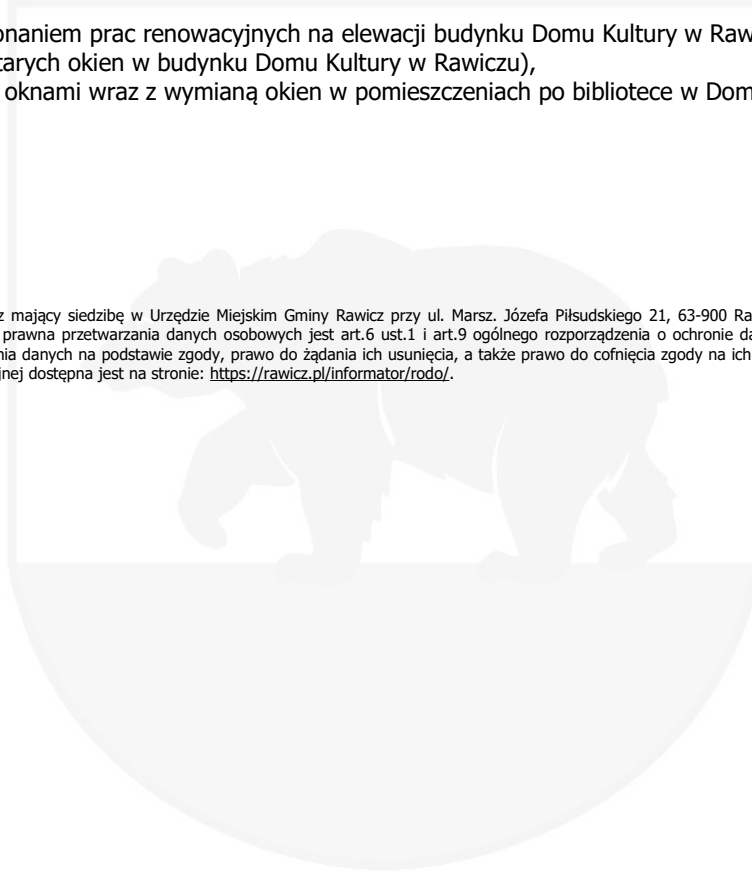 onaniem prac renowacyjnych na elewacji budynku Domu Kultury w Raw
tarych okien w budynku Domu Kultury w Rawiczu),
oknami wraz z wymianą okien w pomieszczeniach po bibliotece w Dom
z mający siedzibę w Urzędzie Miejskim Gminy Rawicz przy ul. Marsz. Józefa Piłsudskiego 21, 63-900 Ra
prawna przetwarzania danych osobowych jest art.6 ust.1 i art.9 ogólnego rozporządzenia o ochronie da
nia danych na podstawie zgody, prawo do żądania ich usunięcia, a także prawo do cofnięcia zgody na ich
jnej dostępna jest na stronie: https://rawicz.pl/informator/rodo/.